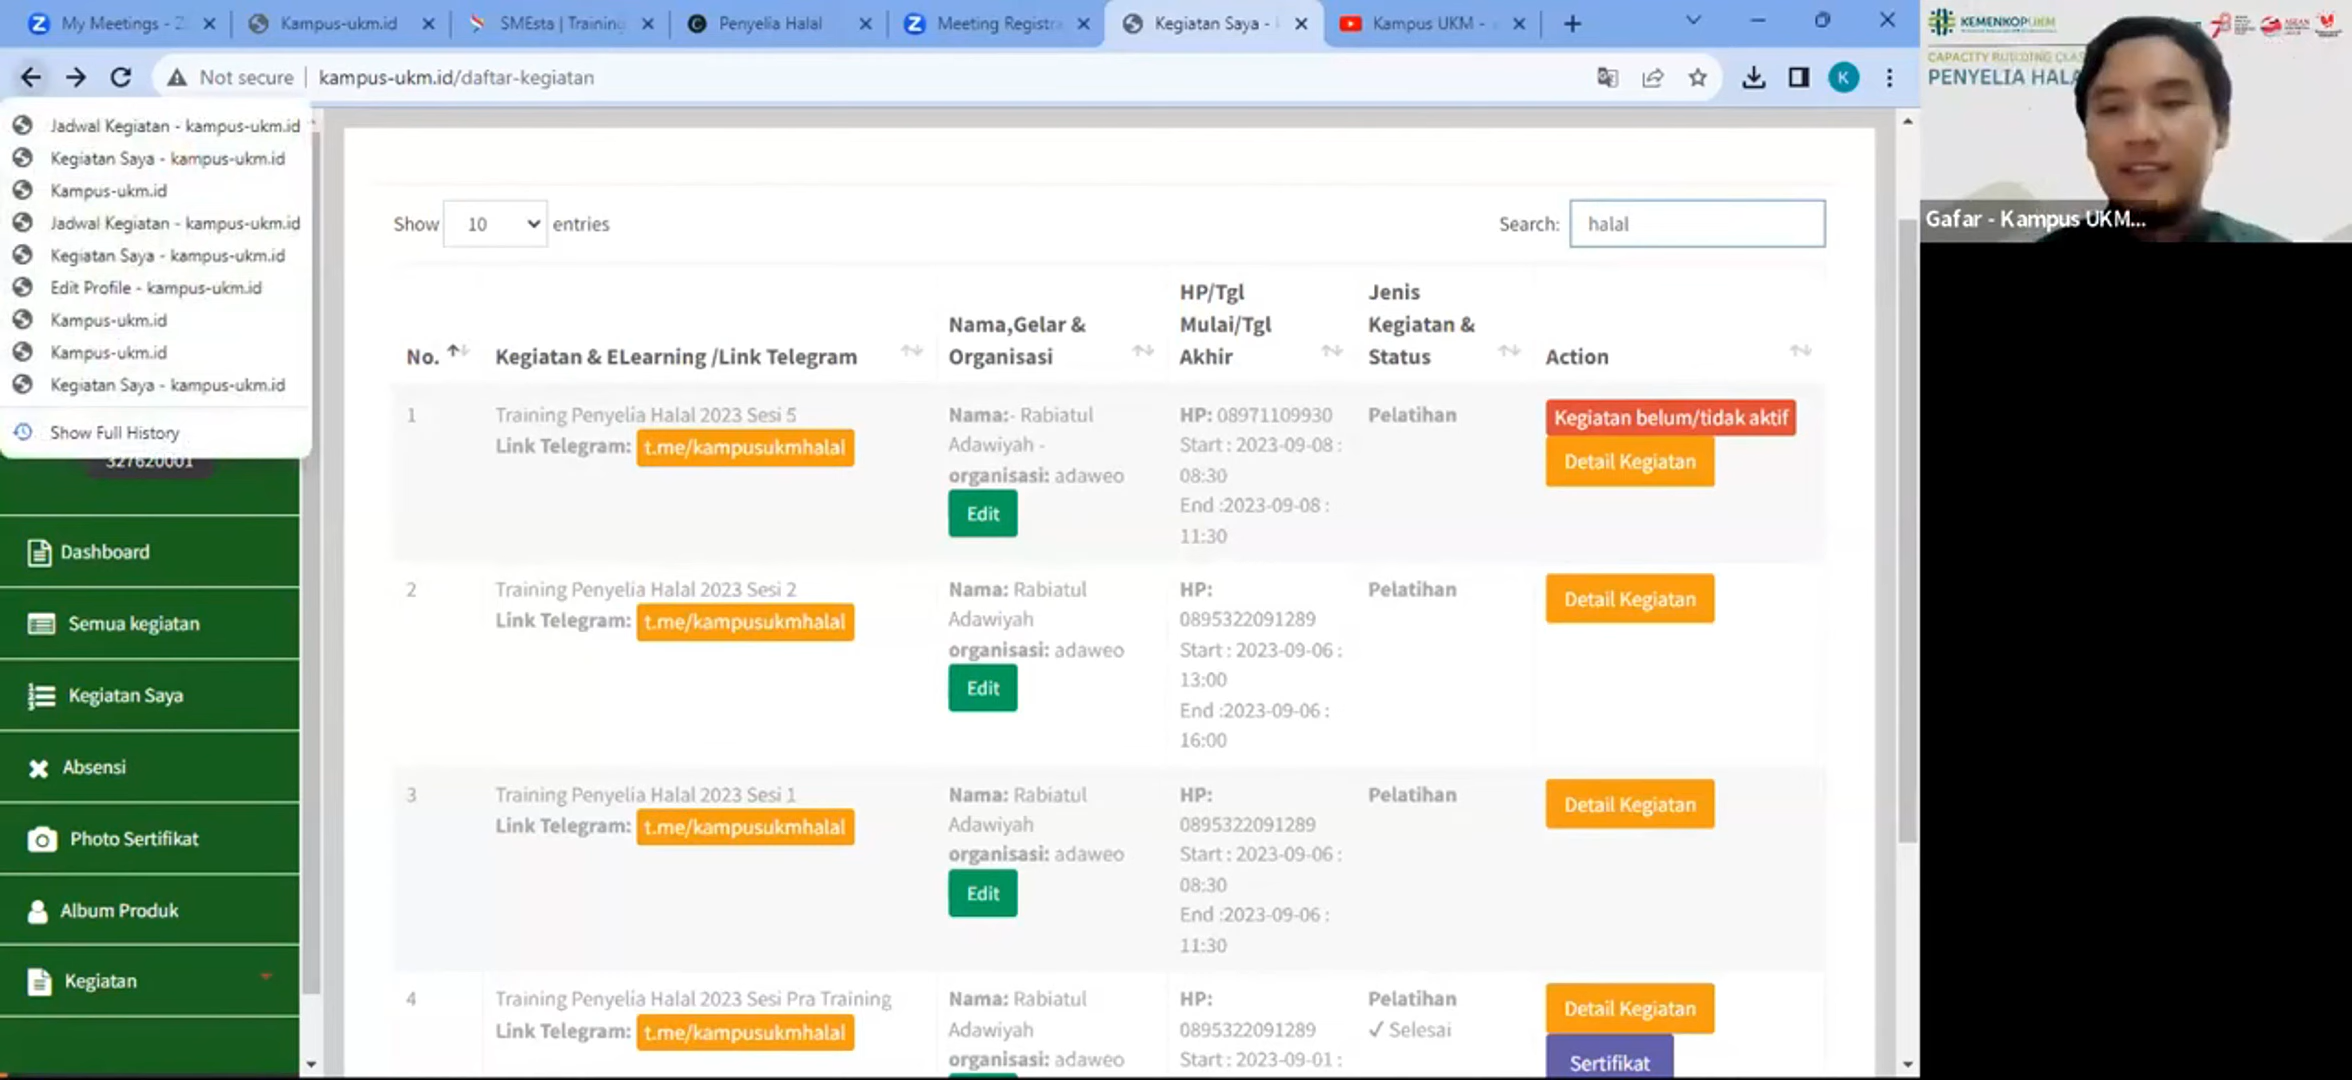 My Meetings - Z
Kampus-ukm.id
SMEsta | Training
Penyelia Halal
Meeting Registra
Kegiatan Saya -
Kampus UKM -
Not secure
kampus-ukm.id/daftar-kegiatan
K
Jadwal Kegiatan - kampus-ukm.id
Kegiatan Saya - kampus-ukm.id
Kampus-ukm.id
Jadwal Kegiatan - kampus-ukm.id
Kegiatan Saya - kampus-ukm.id
Edit Profile - kampus-ukm.id
Kampus-ukm.id
Kampus-ukm.id
Kegiatan Saya - kampus-ukm.id
Show Full History
327620001
Dashboard
Semua kegiatan
Kegiatan Saya
Absensi
Photo Sertifikat
Album Produk
Kegiatan
Show 10 entries
Search: halal
No.
Kegiatan & ELearning /Link Telegram
Nama,Gelar &
Organisasi
HP/Tgl
Mulai/Tgl
Akhir
Jenis
Kegiatan &
Status
Action
1
Training Penyelia Halal 2023 Sesi 5
Link Telegram: t.me/kampusukmhalal
Nama:- Rabiatul
Adawiyah -
organisasi: adaweo
Edit
HP: 08971109930
Start : 2023-09-08 :
08:30
End :2023-09-08 :
11:30
Pelatihan
Kegiatan belum/tidak aktif
Detail Kegiatan
2
Training Penyelia Halal 2023 Sesi 2
Link Telegram: t.me/kampusukmhalal
Nama: Rabiatul
Adawiyah
organisasi: adaweo
Edit
HP:
0895322091289
Start : 2023-09-06 :
13:00
End :2023-09-06 :
16:00
Pelatihan
Detail Kegiatan
3
Training Penyelia Halal 2023 Sesi 1
Link Telegram: t.me/kampusukmhalal
Nama: Rabiatul
Adawiyah
organisasi: adaweo
Edit
HP:
0895322091289
Start : 2023-09-06 :
08:30
End :2023-09-06 :
11:30
Pelatihan
Detail Kegiatan
4
Training Penyelia Halal 2023 Sesi Pra Training
Link Telegram: t.me/kampusukmhalal
Nama: Rabiatul
Adawiyah
organisasi: adaweo
HP:
0895322091289
Start : 2023-09-01 :
Pelatihan
✓ Selesai
Detail Kegiatan
Sertifikat
KEMENKOPUKM
CAPACITY BUILDING CLAS
PENYELIA HALA
Gafar - Kampus UKM...